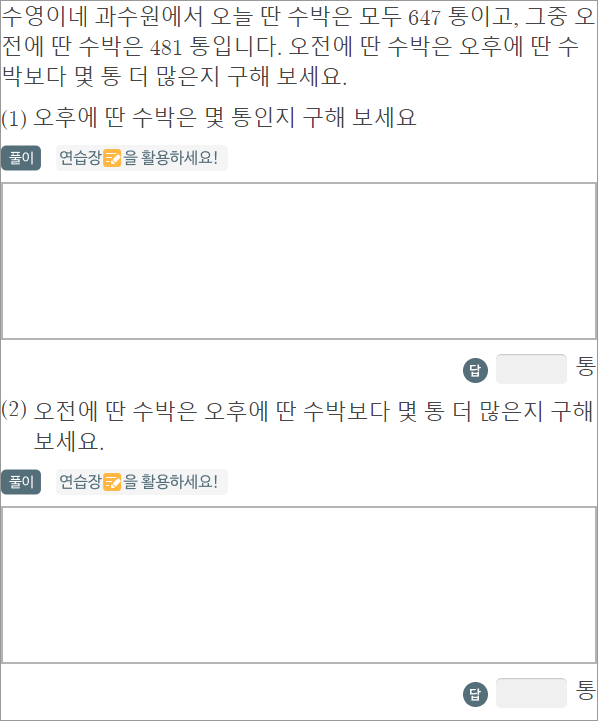 수영이네 과수원에서 오늘 딴 수박은 모두 647 통이고, 그중 오
전에 딴 수박은 481 통입니다. 오전에 딴 수박은 오후에 딴 수
박보다 몇 통 더 많은지 구해 보세요.
(1) 오후에 딴 수박은 몇 통인지 구해 보세요
풀이 연습장을 활용하세요!
답 통
(2) 오전에 딴 수박은 오후에 딴 수박보다 몇 통 더 많은지 구해
보세요.
풀이 연습장을 활용하세요!
답 통